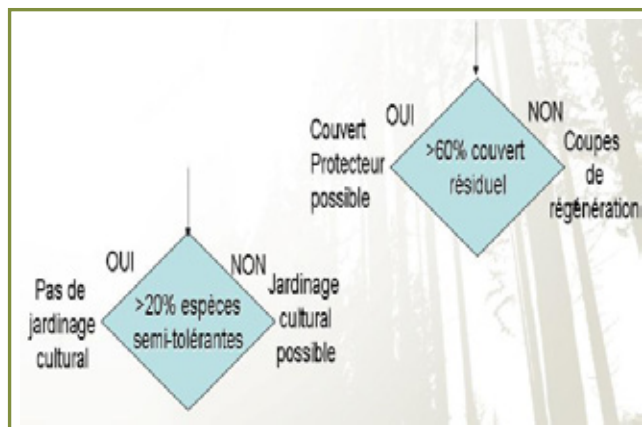 OUI
NON
Couvert
Protecteur
possible
>60% couvert
résiduel
Coupes
de
régénération
OUI
NON
Pas de
jardinage
cultural
>20% espèces
semi-tolérantes
Jardinage
cultural
possible